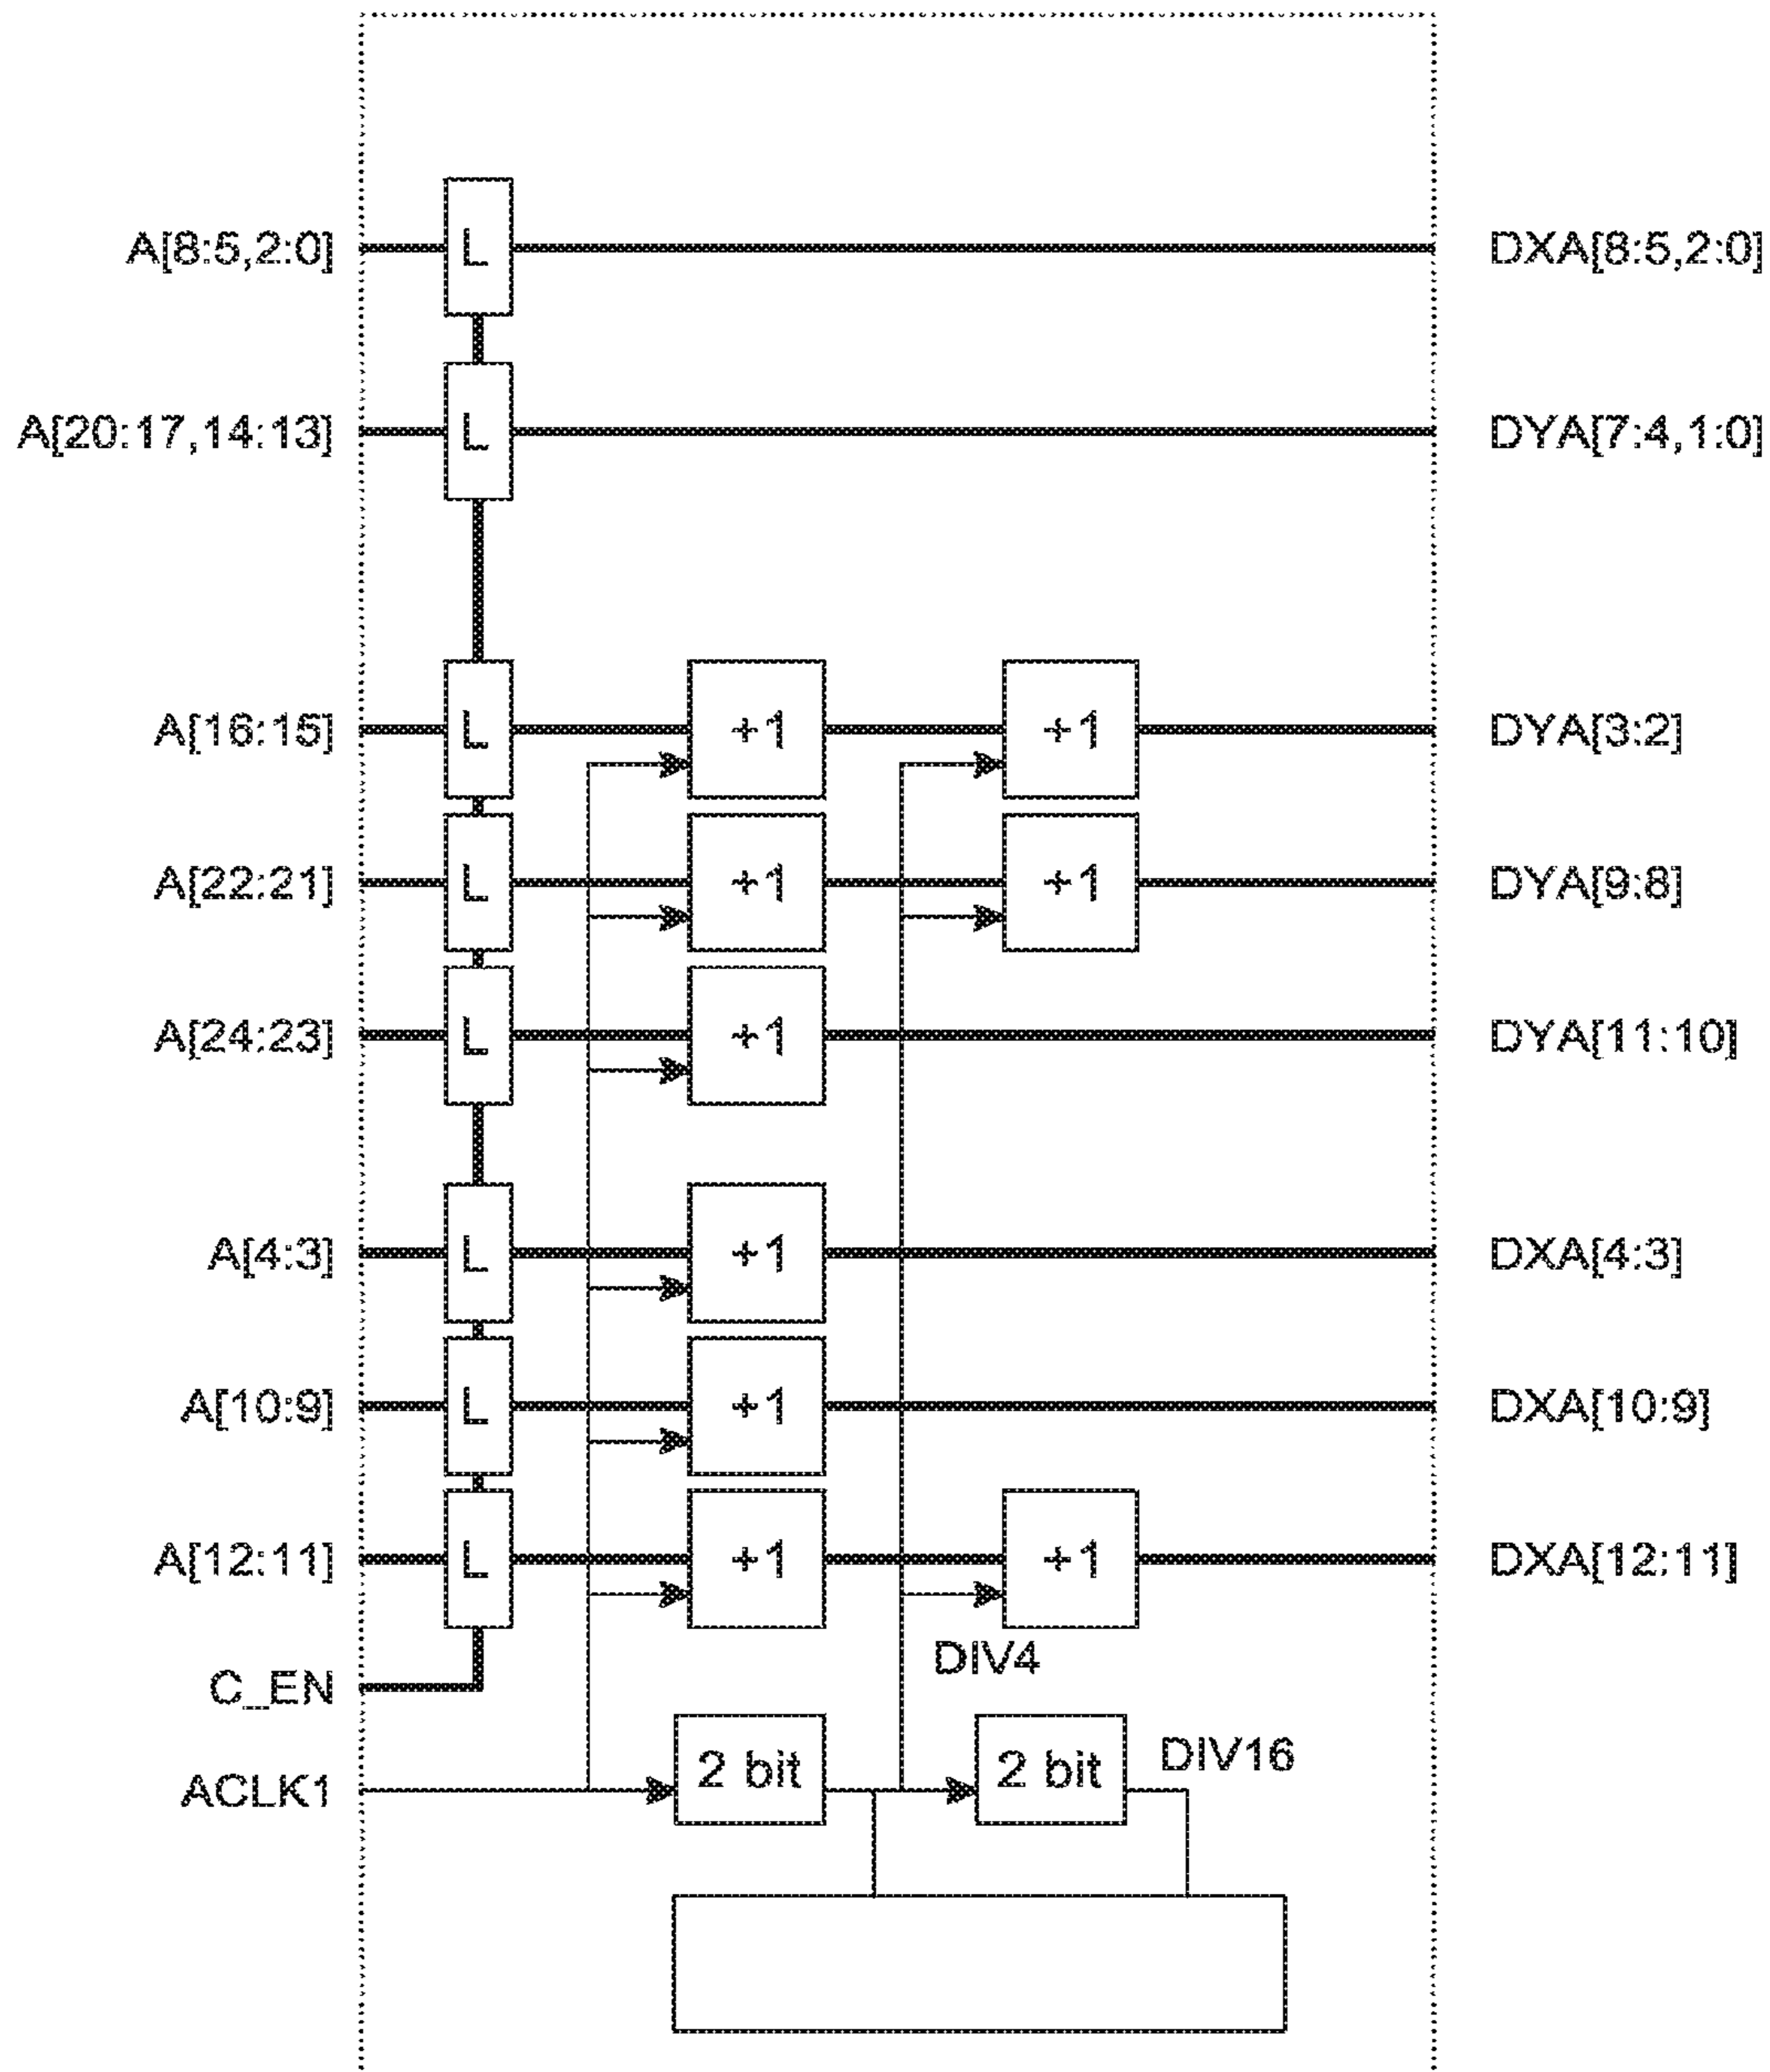 A[8:5,2:0] L DXA[8:5,2:0]
A[20:17,14:13] L DYA[7:4,1:0]
A[16:15] L +1 +1 DYA[3:2]
A[22:21] L +1 +1 DYA[9:8]
A[24:23] L +1 DYA[11:10]
A[4:3] L +1 DXA[4:3]
A[10:9] L +1 DXA[10:9]
A[12:11] L +1 +1 DXA[12:11]
DIV4
C_EN
2 bit 2 bit DIV16
ACLK1